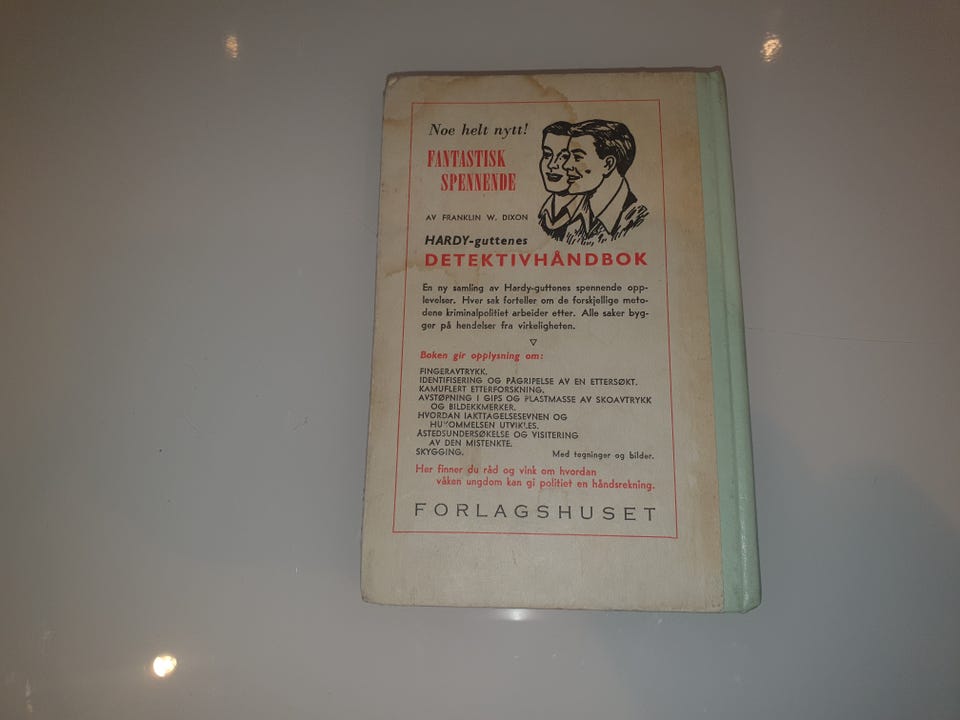 Noe helt nytt!
FANTASTISK
SPENNENDE
AV FRANKLIN W. DIXON
HARDY-guttenes
DETEKTIVHÅNDBOK
En ny samling av Hardy-guttenes spennende opp-
levelser. Hver sak forteller om de forskjellige meto-
dene kriminalpolitiet arbeider etter. Alle saker byg-
ger på hendelser fra virkeligheten.
Boken gir opplysning om:
FINGERAVTRYKK.
IDENTIFISERING OG PÅGRIPELSE AV EN ETTERSØKT.
KAMUFLERT ETTERFORSKNING.
AVSTØPNING I GIPS OG PLASTMASSE AV SKOAVTRYKK
OG BILDEKKMERKER.
HVORDAN IAKTTAGELSESEVNEN OG
HUKOMMELSEN UTVIKLES.
ÅSTEDSUNDERSØKELSE OG VISITERING
AV DEN MISTENKTE.
SKYGGING. Med tegninger og bilder.
Her finner du råd og vink om hvordan
våken ungdom kan gi politiet en håndsrekning.
FORLAGSHUSET